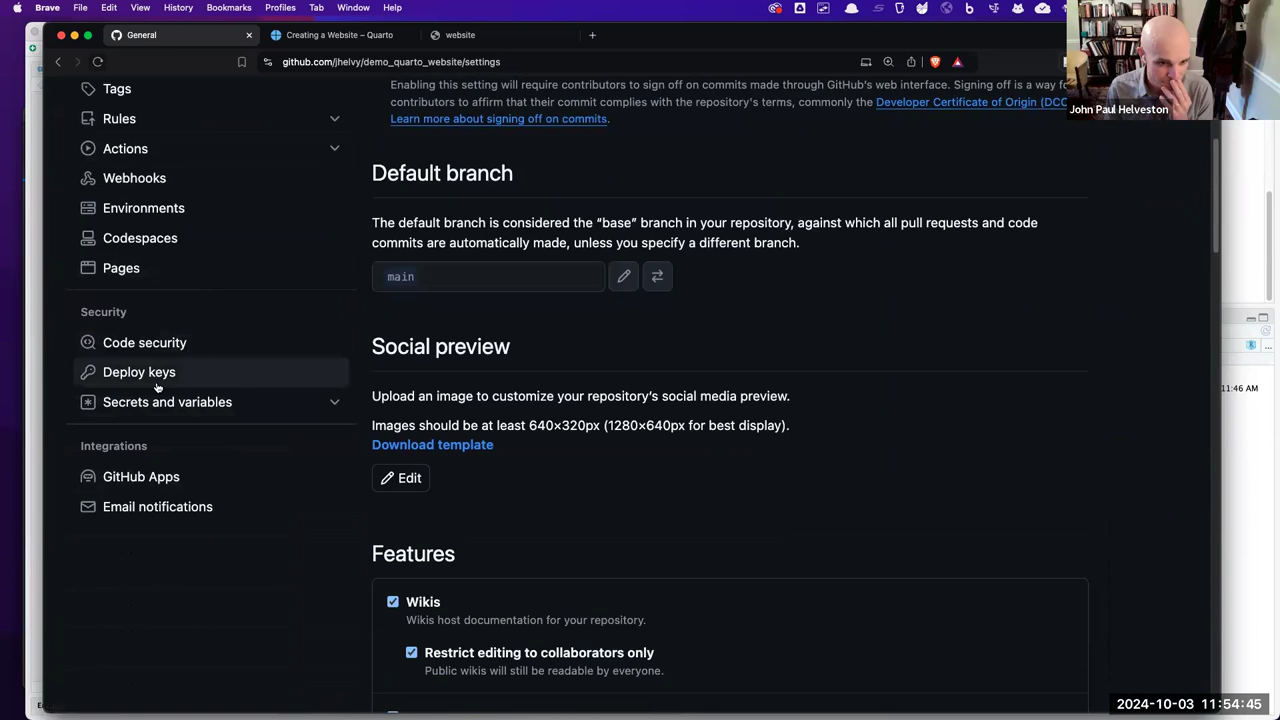 Brave File Edit View History Bookmarks Profiles Tab Window Help
General
Creating a Website – Quarto
website
github.com/jhelvy/demo_quarto_website/settings
John Paul Helveston
Tags
Rules
Actions
Webhooks
Environments
Codespaces
Pages
Security
Code security
Deploy keys
Secrets and variables
Integrations
GitHub Apps
Email notifications
Enabling this setting will require contributors to sign off on commits made through GitHub's web interface. Signing off is a way for
contributors to affirm that their commit complies with the repository's terms, commonly the Developer Certificate of Origin (DCC
Learn more about signing off on commits.
Default branch
The default branch is considered the “base” branch in your repository, against which all pull requests and code
commits are automatically made, unless you specify a different branch.
main
Social preview
Upload an image to customize your repository's social media preview.
Images should be at least 640×320px (1280×640px for best display).
Download template
Edit
Features
Wikis
Wikis host documentation for your repository.
Restrict editing to collaborators only
Public wikis will still be readable by everyone.
11:46 AM
2024-10-03 11:54:45